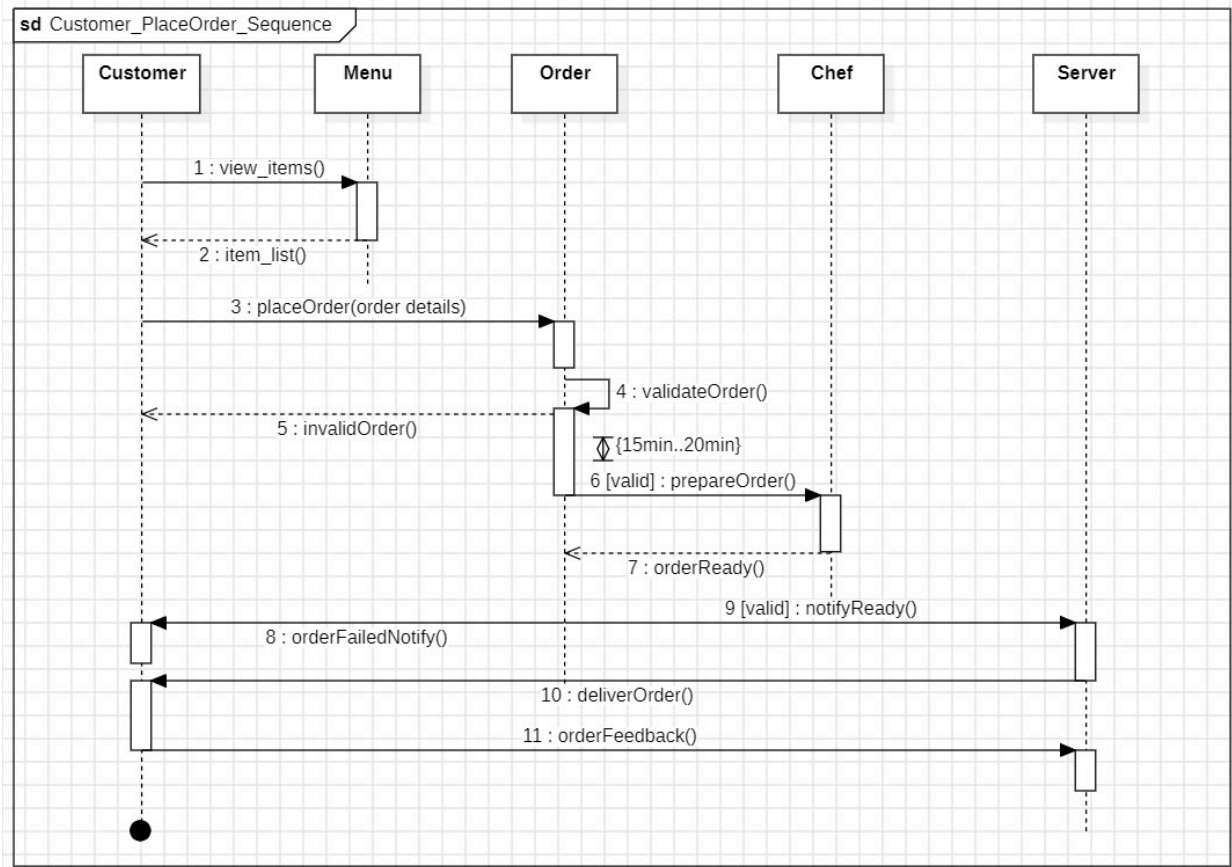 sd Customer_PlaceOrder_Sequence
Customer
Menu
Order
Chef
Server
1 : view_items()
2 : item_list()
3 : placeOrder(order details)
4 : validateOrder()
5 : invalidOrder()
{15min..20min}
6 [valid] : prepareOrder()
7 : orderReady()
9 [valid] : notifyReady()
8 : orderFailedNotify()
10 : deliverOrder()
11 : orderFeedback()